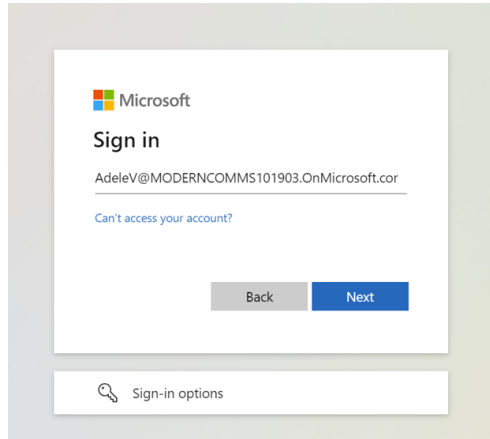 Microsoft
Sign in
AdeleV@MODERNCOMMS101903.OnMicrosoft.cor
Can't access your account?
Back
Next
Sign-in options